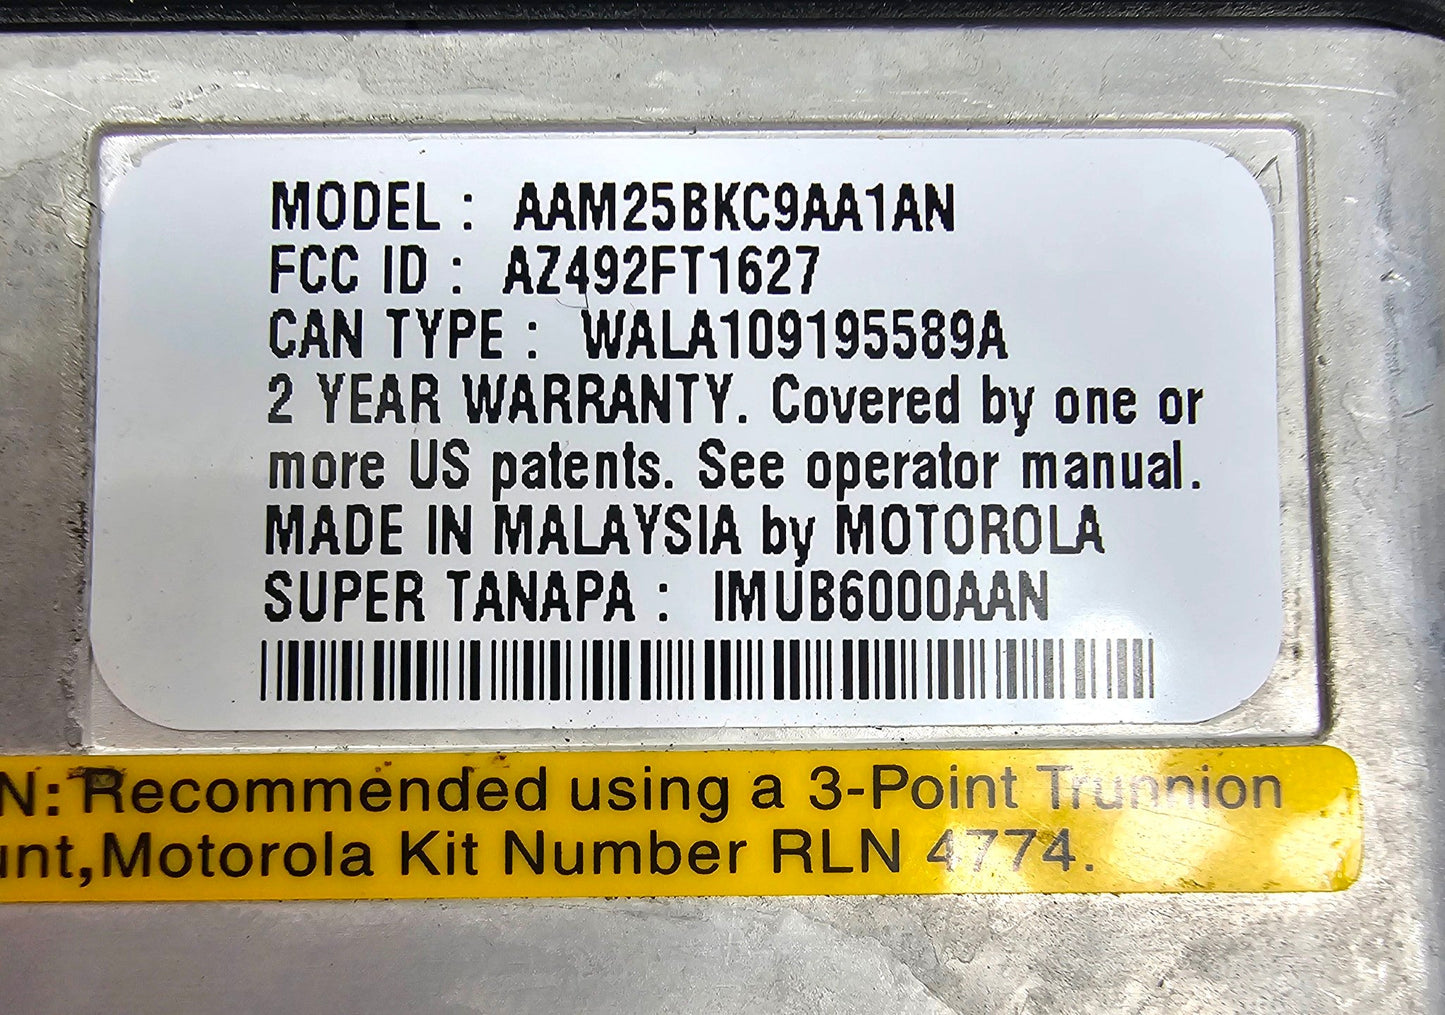 MODEL : AAM25BKC9AA1AN
FCC ID : AZ492FT1627
CAN TYPE : WALA109195589A
2 YEAR WARRANTY. Covered by one or
more US patents. See operator manual.
MADE IN MALAYSIA by MOTOROLA
SUPER TANAPA : IMUB6000AAN
N: Recommended using a 3-Point Trunnion
unt,Motorola Kit Number RLN 4774.